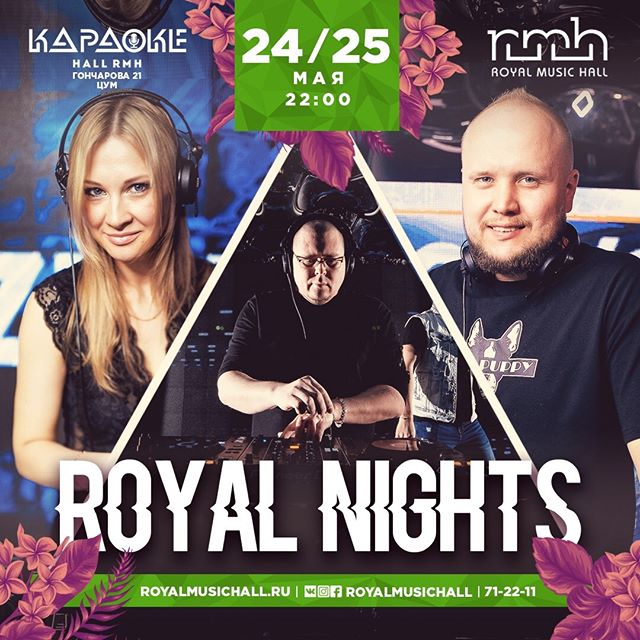 КАРАОКЕ
HALL RMH
ГОНЧАРОВА 21
ЦУМ
24/25
МАЯ
22:00
rmh
ROYAL MUSIC HALL
PUPPY
ROYAL NIGHTS
ROYALMUSICHALL.RU | ROYALMUSICHALL | 71-22-11